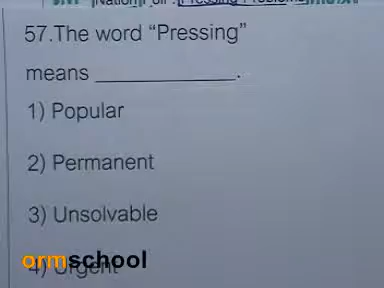 57.The word “Pressing”
means ____________.
1) Popular
2) Permanent
3) Unsolvable
4) Urgent
ormschool